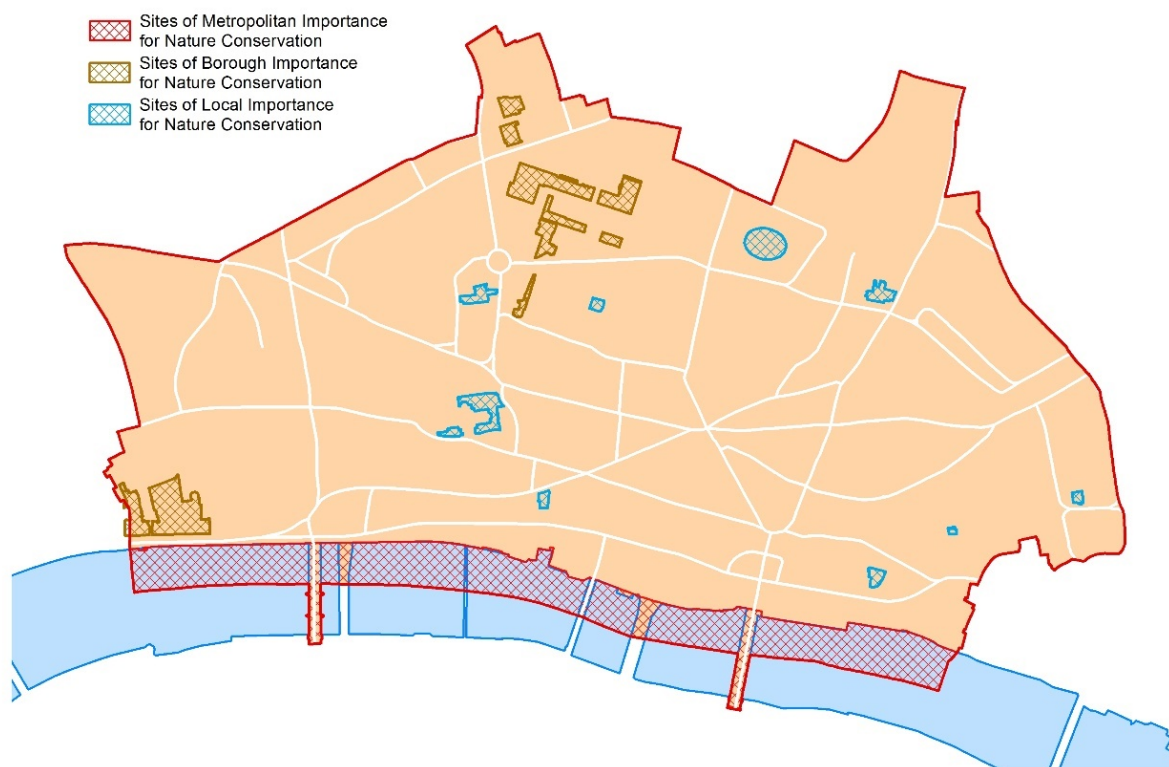 Sites of Metropolitan Importance
for Nature Conservation
Sites of Borough Importance
for Nature Conservation
Sites of Local Importance
for Nature Conservation